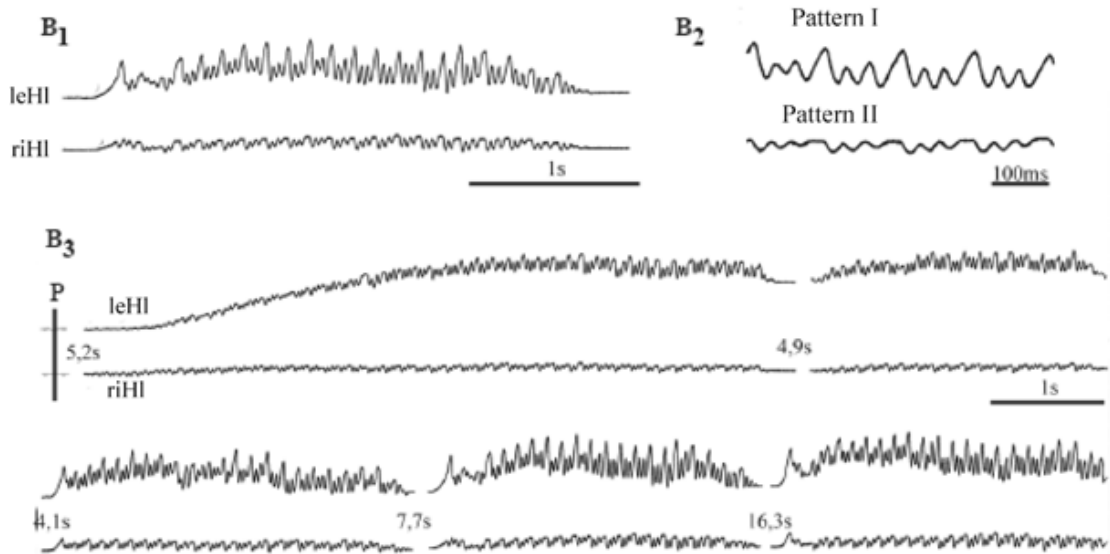 B1
leHl
riHl
1s
B2
Pattern I
Pattern II
100ms
B3
P
leHl
5,2s
riHl
4,9s
1s
4,1s
7,7s
16,3s